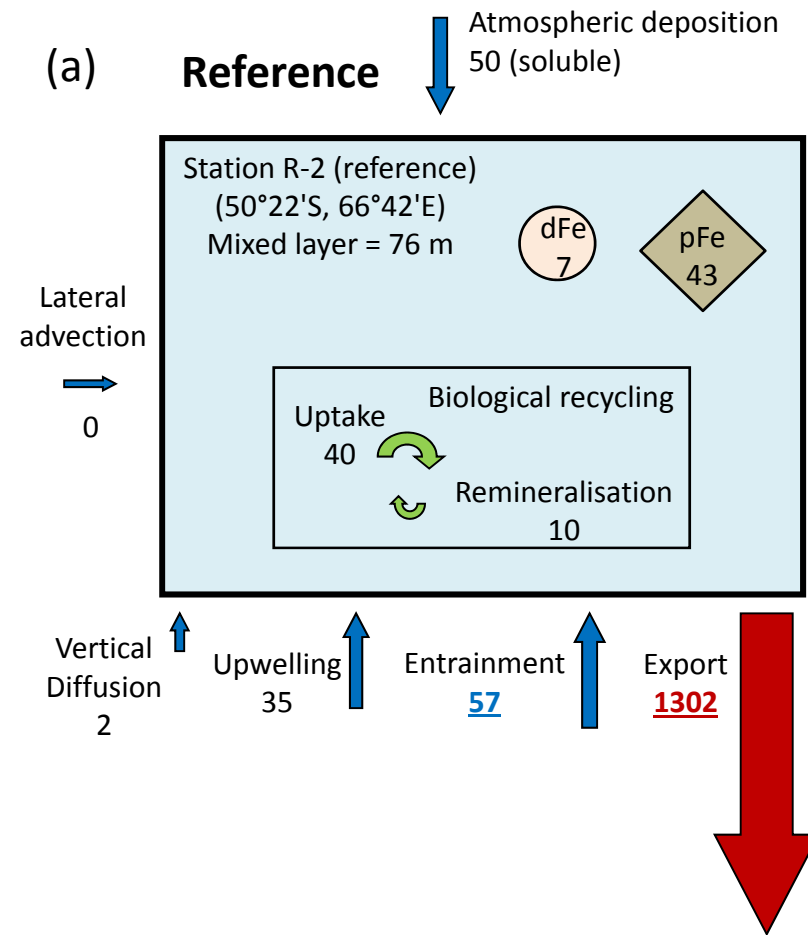 (a)
Reference
Atmospheric deposition
50 (soluble)
Station R-2 (reference)
(50°22'S, 66°42'E)
Mixed layer = 76 m
dFe
7
pFe
43
Lateral
advection
0
Biological recycling
Uptake
40
Remineralisation
10
Vertical
Diffusion
2
Upwelling
35
Entrainment
57
Export
1302